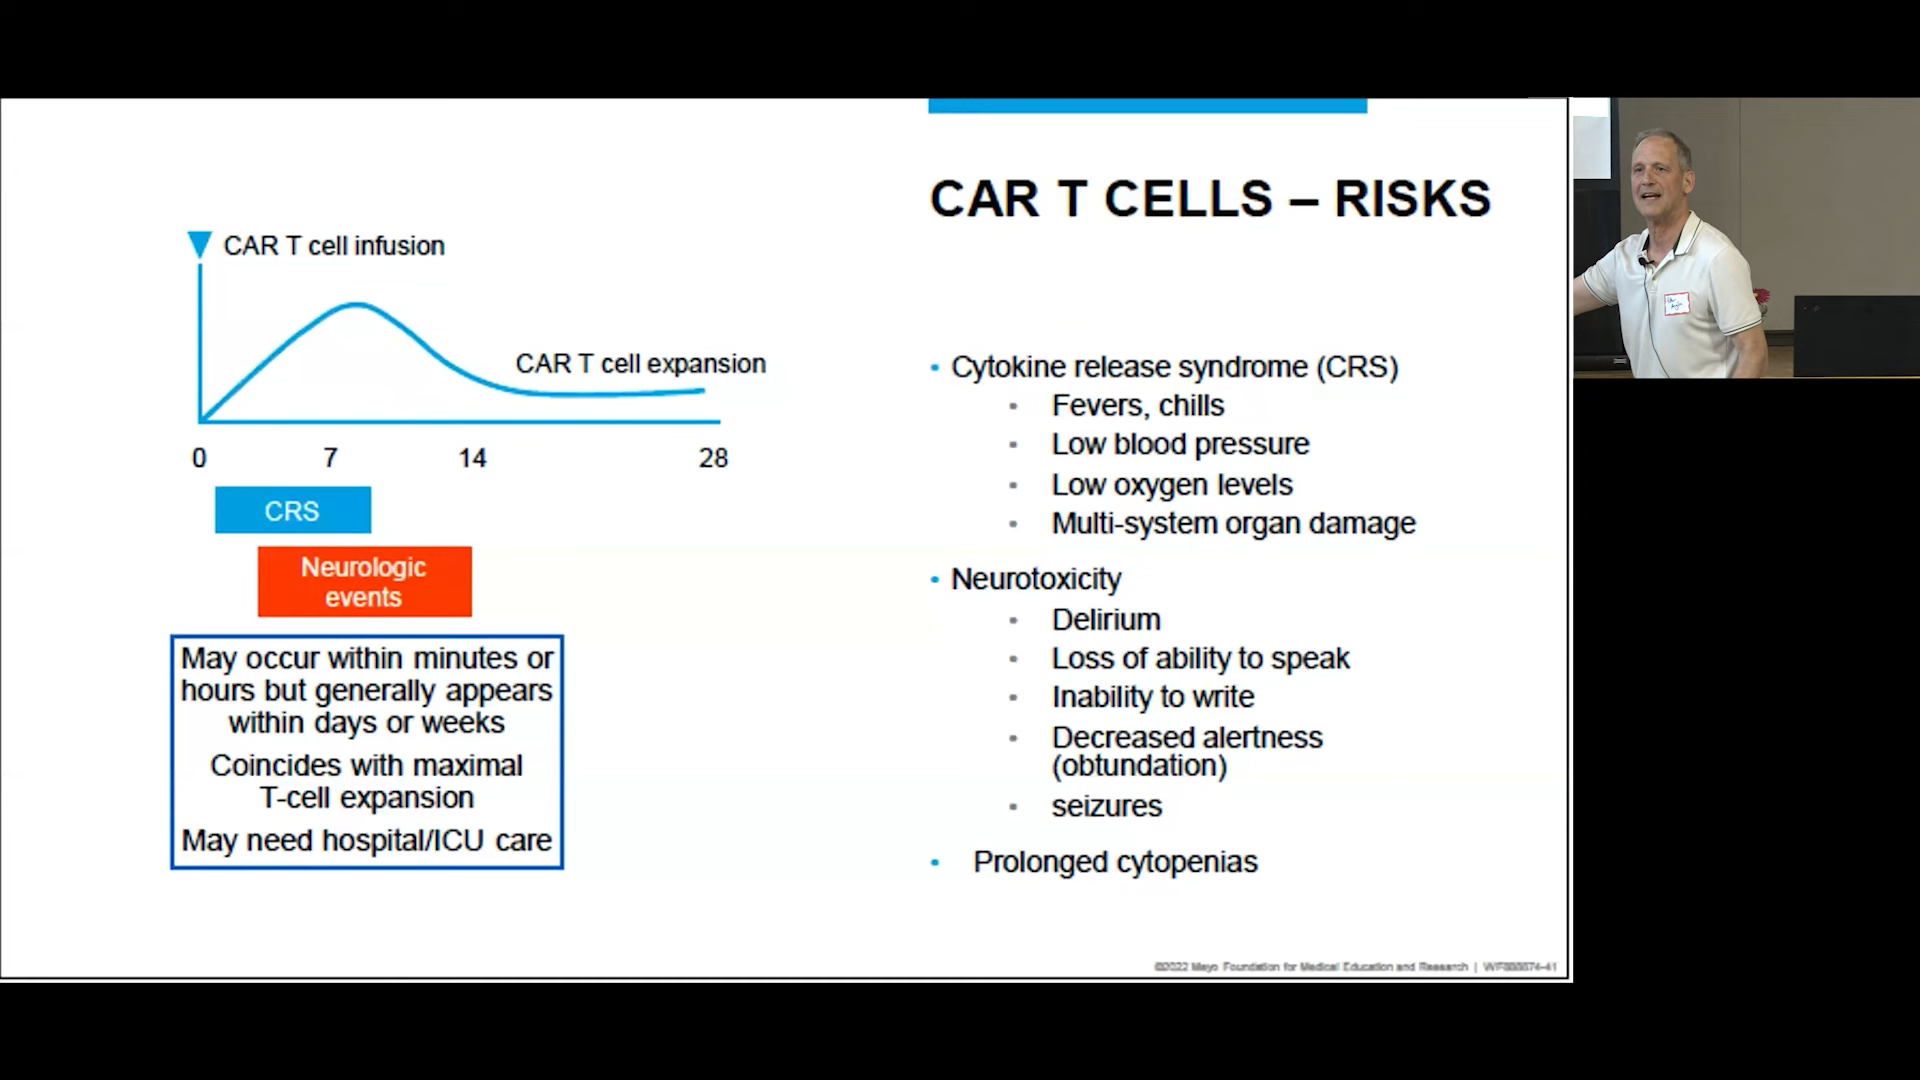 CAR T CELLS – RISKS
CAR T cell infusion
CAR T cell expansion
0 7 14 28
CRS
Neurologic
events
May occur within minutes or
hours but generally appears
within days or weeks
Coincides with maximal
T-cell expansion
May need hospital/ICU care
• Cytokine release syndrome (CRS)
• Fevers, chills
• Low blood pressure
• Low oxygen levels
• Multi-system organ damage
• Neurotoxicity
• Delirium
• Loss of ability to speak
• Inability to write
• Decreased alertness
(obtundation)
• seizures
• Prolonged cytopenias
©2022 Mayo Foundation for Medical Education and Research |